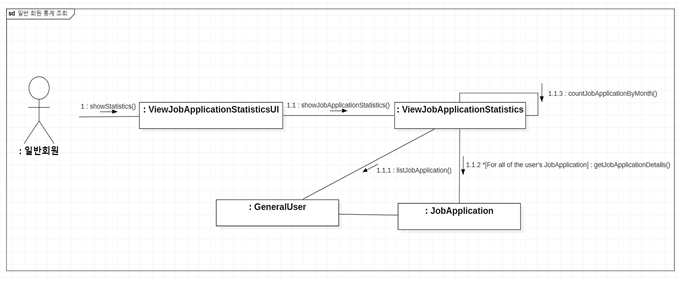 sd 일반 회원 통계 조회
1.1.3 : countJobApplicationByMonth()
1 : showStatistics()
1.1 : showJobApplicationStatistics()
: ViewJobApplicationStatisticsUI
: ViewJobApplicationStatistics
: 일반회원
1.1.1 : listJobApplication()
1.1.2 *[For all of the user's JobApplication] : getJobApplicationDetails()
: GeneralUser
: JobApplication